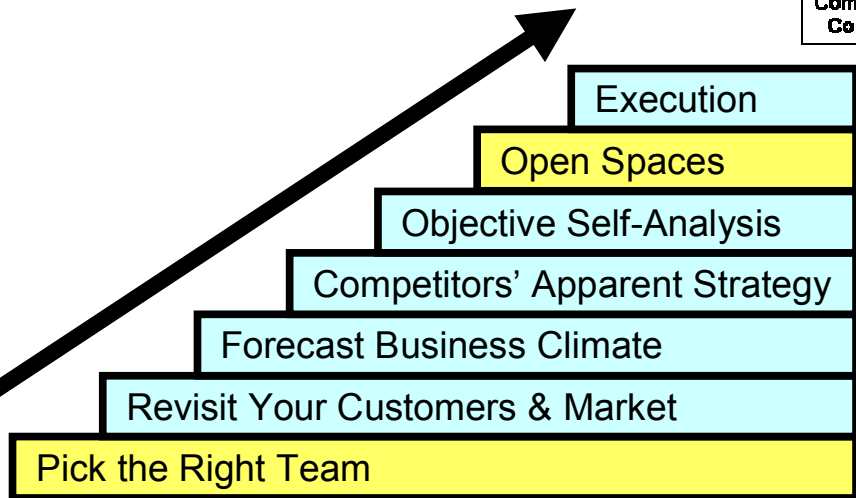 Execution
Open Spaces
Objective Self-Analysis
Competitors’ Apparent Strategy
Forecast Business Climate
Revisit Your Customers & Market
Pick the Right Team